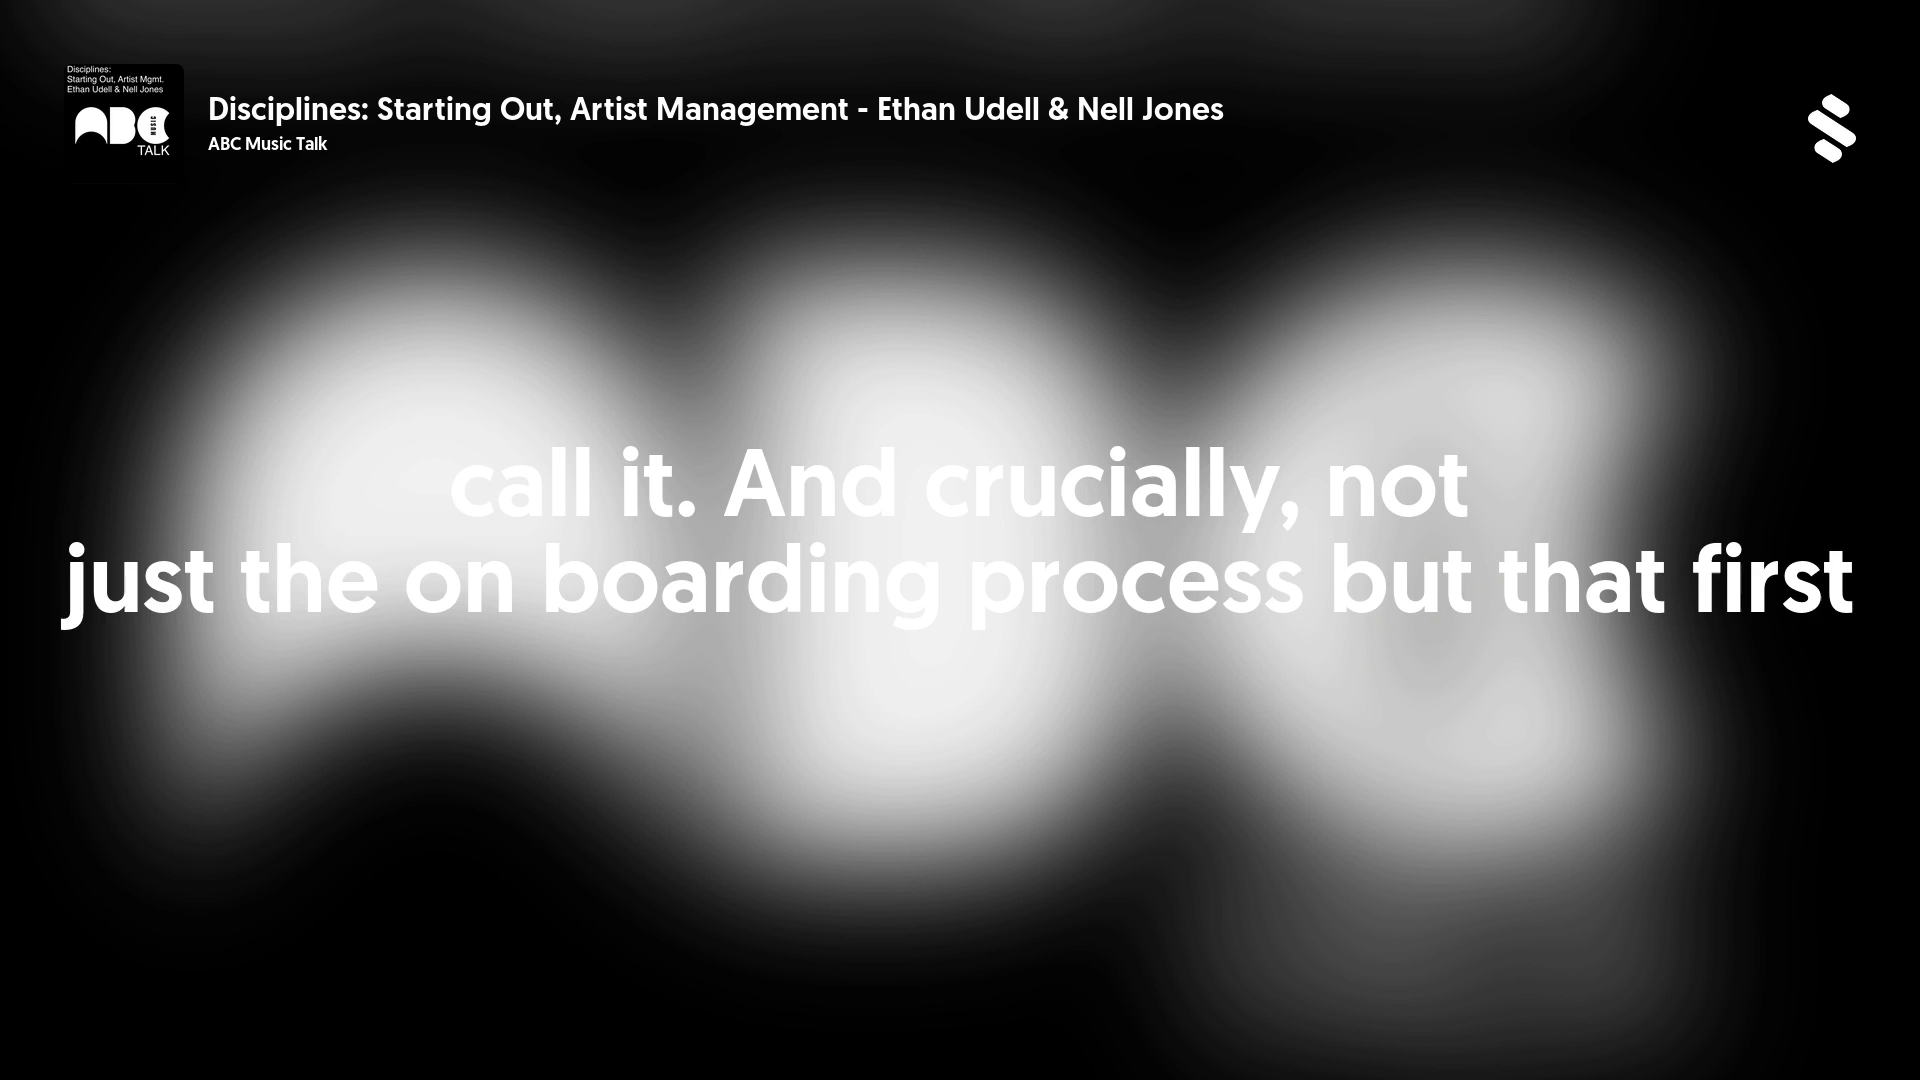 Disciplines:
Starting Out, Artist Mgmt.
Ethan Udell & Nell Jones
ABC
MUSIC
TALK
Disciplines: Starting Out, Artist Management - Ethan Udell & Nell Jones
ABC Music Talk
call it. And crucially, not
just the on boarding process but that first